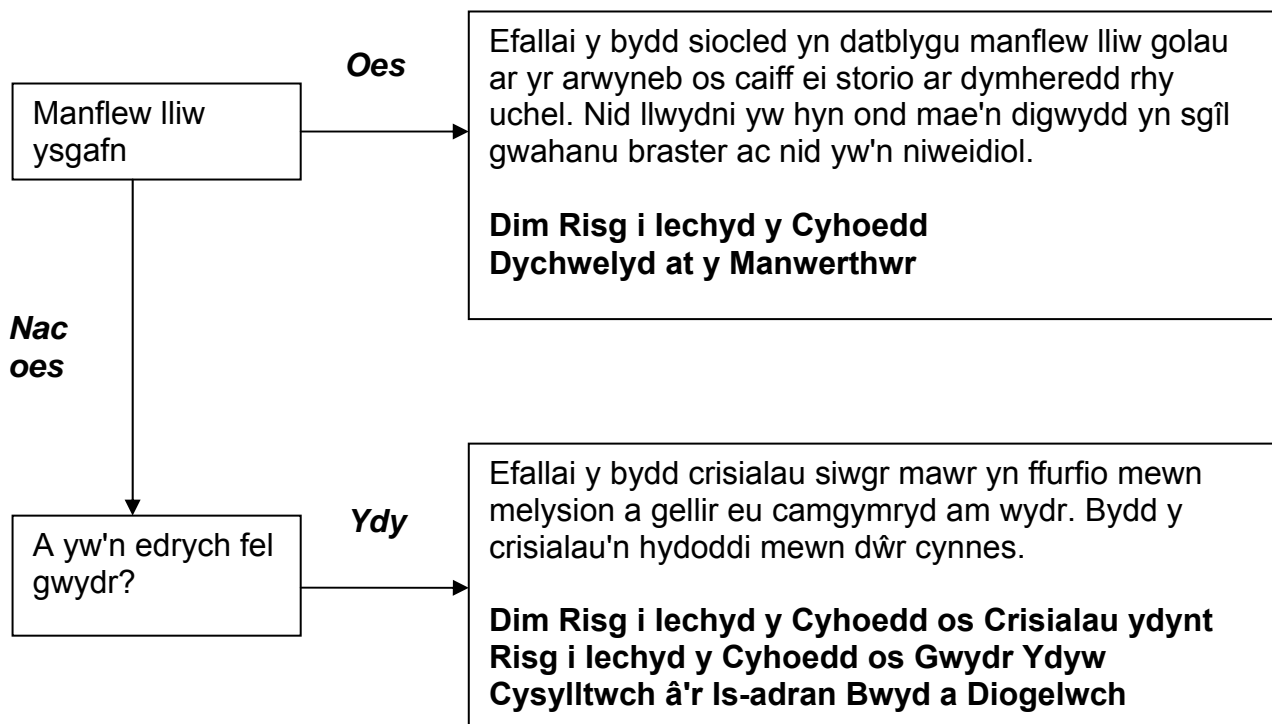 Manflew lliw
ysgafn
Oes
Efallai y bydd siocled yn datblygu manflew lliw golau
ar yr arwyneb os caiff ei storio ar dymheredd rhy
uchel. Nid llwydni yw hyn ond mae'n digwydd yn sgîl
gwahanu braster ac nid yw'n niweidiol.
Dim Risg i Iechyd y Cyhoedd
Dychwelyd at y Manwerthwr
Nac
oes
A yw'n edrych fel
gwydr?
Ydy
Efallai y bydd crisialau siwgr mawr yn ffurfio mewn
melysion a gellir eu camgymryd am wydr. Bydd y
crisialau'n hydoddi mewn dŵr cynnes.
Dim Risg i Iechyd y Cyhoedd os Crisialau ydynt
Risg i Iechyd y Cyhoedd os Gwydr Ydyw
Cysylltwch â'r Is-adran Bwyd a Diogelwch